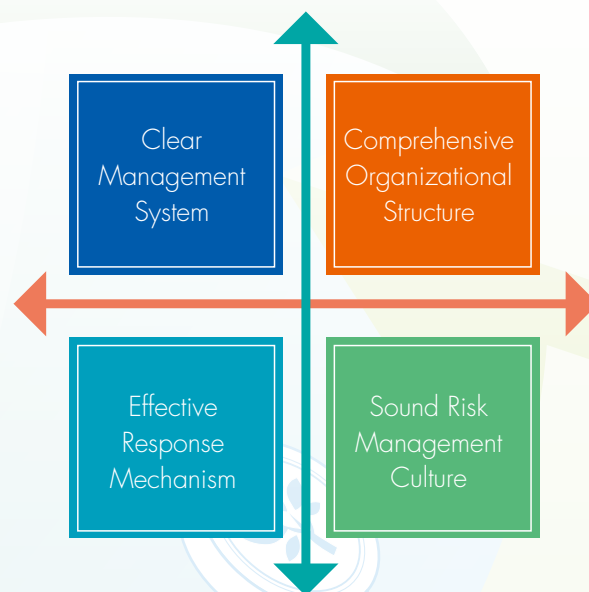 Clear
Management
System
Comprehensive
Organizational
Structure
Effective
Response
Mechanism
Sound Risk
Management
Culture